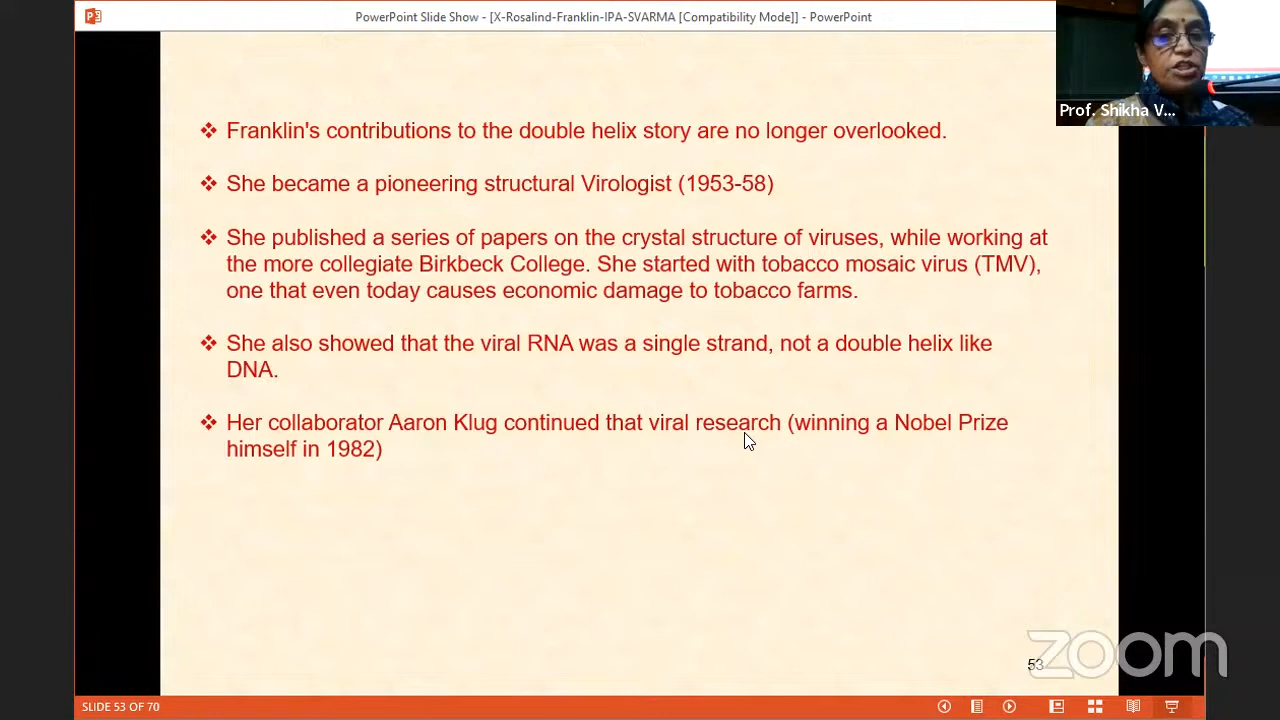 PowerPoint Slide Show - [X-Rosalind-Franklin-IPA-SVARMA [Compatibility Mode]] - PowerPoint
Prof. Shikha V...
❖ Franklin's contributions to the double helix story are no longer overlooked.
❖ She became a pioneering structural Virologist (1953-58)
❖ She published a series of papers on the crystal structure of viruses, while working at
the more collegiate Birkbeck College. She started with tobacco mosaic virus (TMV),
one that even today causes economic damage to tobacco farms.
❖ She also showed that the viral RNA was a single strand, not a double helix like
DNA.
❖ Her collaborator Aaron Klug continued that viral research (winning a Nobel Prize
himself in 1982)
53
zoom
SLIDE 53 OF 70